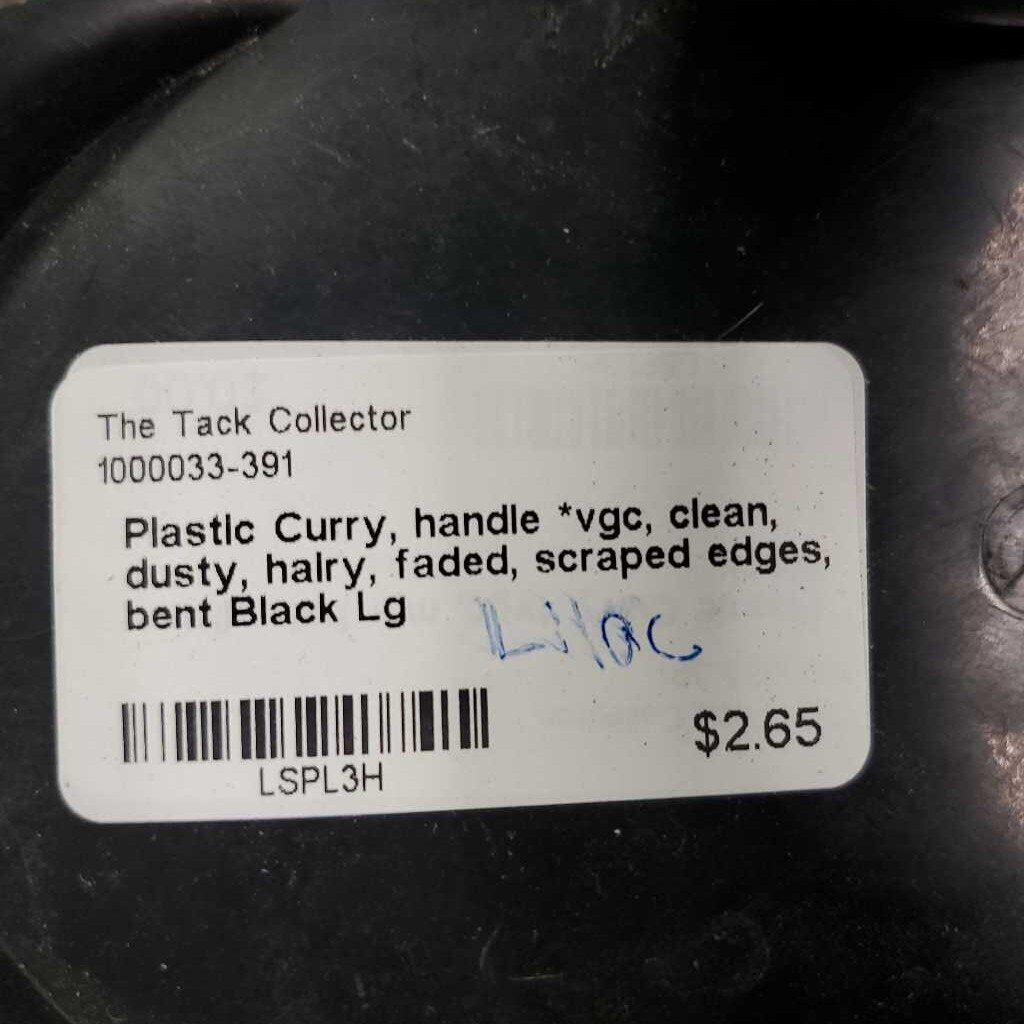 The Tack Collector
1000033-391
Plastic Curry, handle *vgc, clean,
dusty, hairy, faded, scraped edges,
bent Black Lg
Lilac
LSPL3H
$2.65